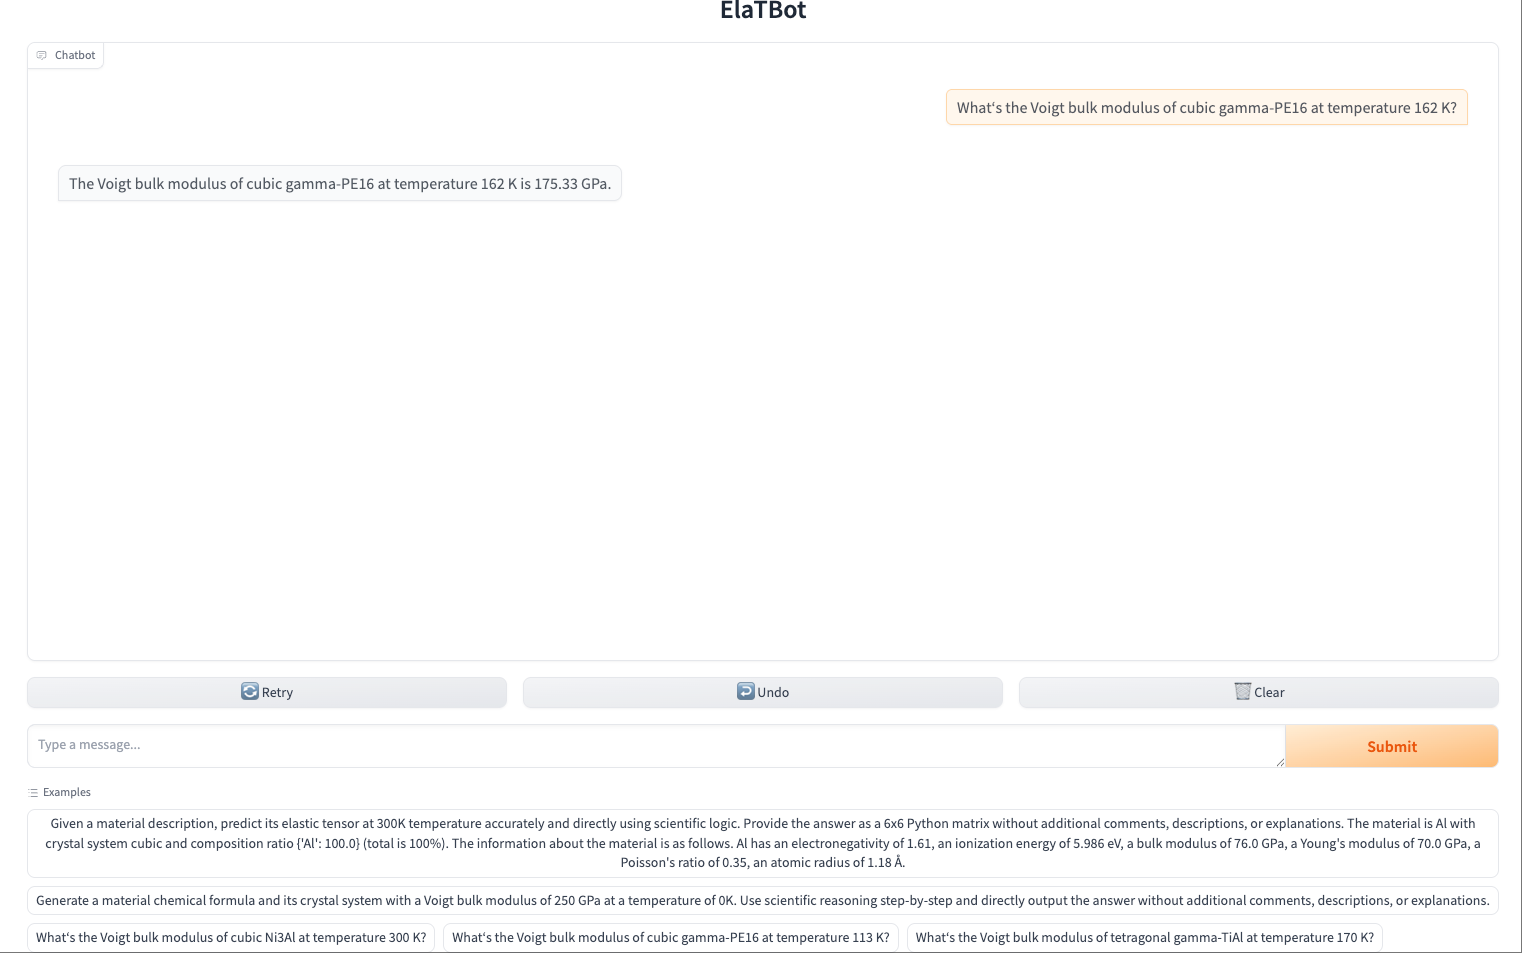 ElaTBot
Chatbot
What‘s the Voigt bulk modulus of cubic gamma-PE16 at temperature 162 K?
The Voigt bulk modulus of cubic gamma-PE16 at temperature 162 K is 175.33 GPa.
Retry
Undo
Clear
Type a message...
Submit
Examples
Given a material description, predict its elastic tensor at 300K temperature accurately and directly using scientific logic. Provide the answer as a 6x6 Python matrix without additional comments, descriptions, or explanations. The material is Al with
crystal system cubic and composition ratio {'Al': 100.0} (total is 100%). The information about the material is as follows. Al has an electronegativity of 1.61, an ionization energy of 5.986 eV, a bulk modulus of 76.0 GPa, a Young's modulus of 70.0 GPa, a
Poisson's ratio of 0.35, an atomic radius of 1.18 Å.
Generate a material chemical formula and its crystal system with a Voigt bulk modulus of 250 GPa at a temperature of 0K. Use scientific reasoning step-by-step and directly output the answer without additional comments, descriptions, or explanations.
What‘s the Voigt bulk modulus of cubic Ni3Al at temperature 300 K?
What‘s the Voigt bulk modulus of cubic gamma-PE16 at temperature 113 K?
What‘s the Voigt bulk modulus of tetragonal gamma-TiAl at temperature 170 K?